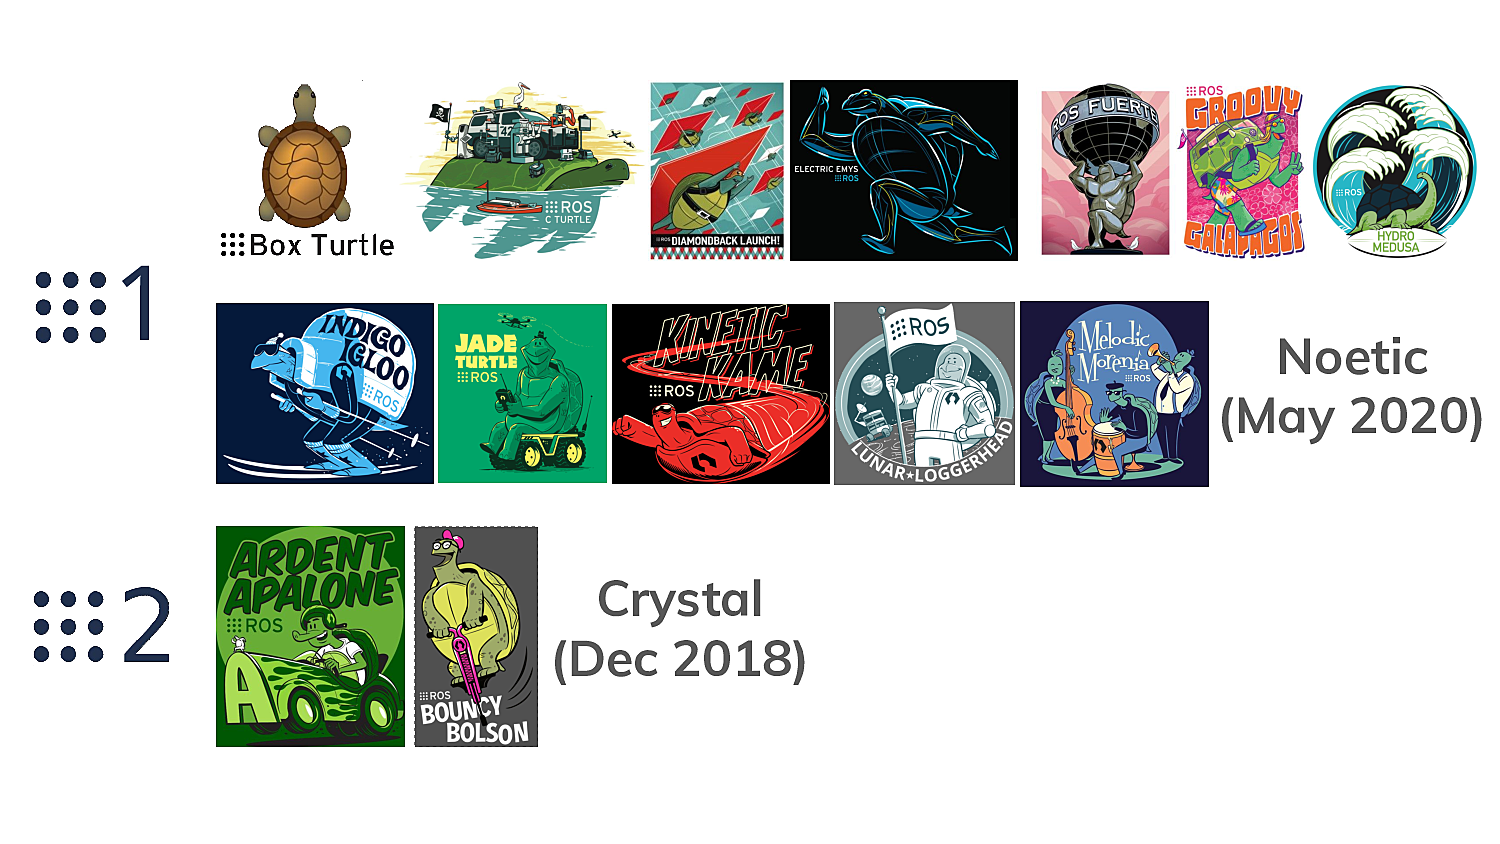 1
Box Turtle
ROS
C TURTLE
ROS DIAMONDBACK LAUNCH!
ELECTRIC EMYS
ROS
ROS FUERTE
ROS
GROOVY
GALAPAGOS
ROS
HYDRO
MEDUSA
INDIGO
IGLOO
ROS
JADE
TURTLE
ROS
KINETIC
KAME
ROS
ROS
LUNAR★LOGGERHEAD
Melodic
Morenia
ROS
Noetic
(May 2020)
2
ARDENT
APALONE
ROS
A
ROS
BOUNCY
BOLSON
Crystal
(Dec 2018)